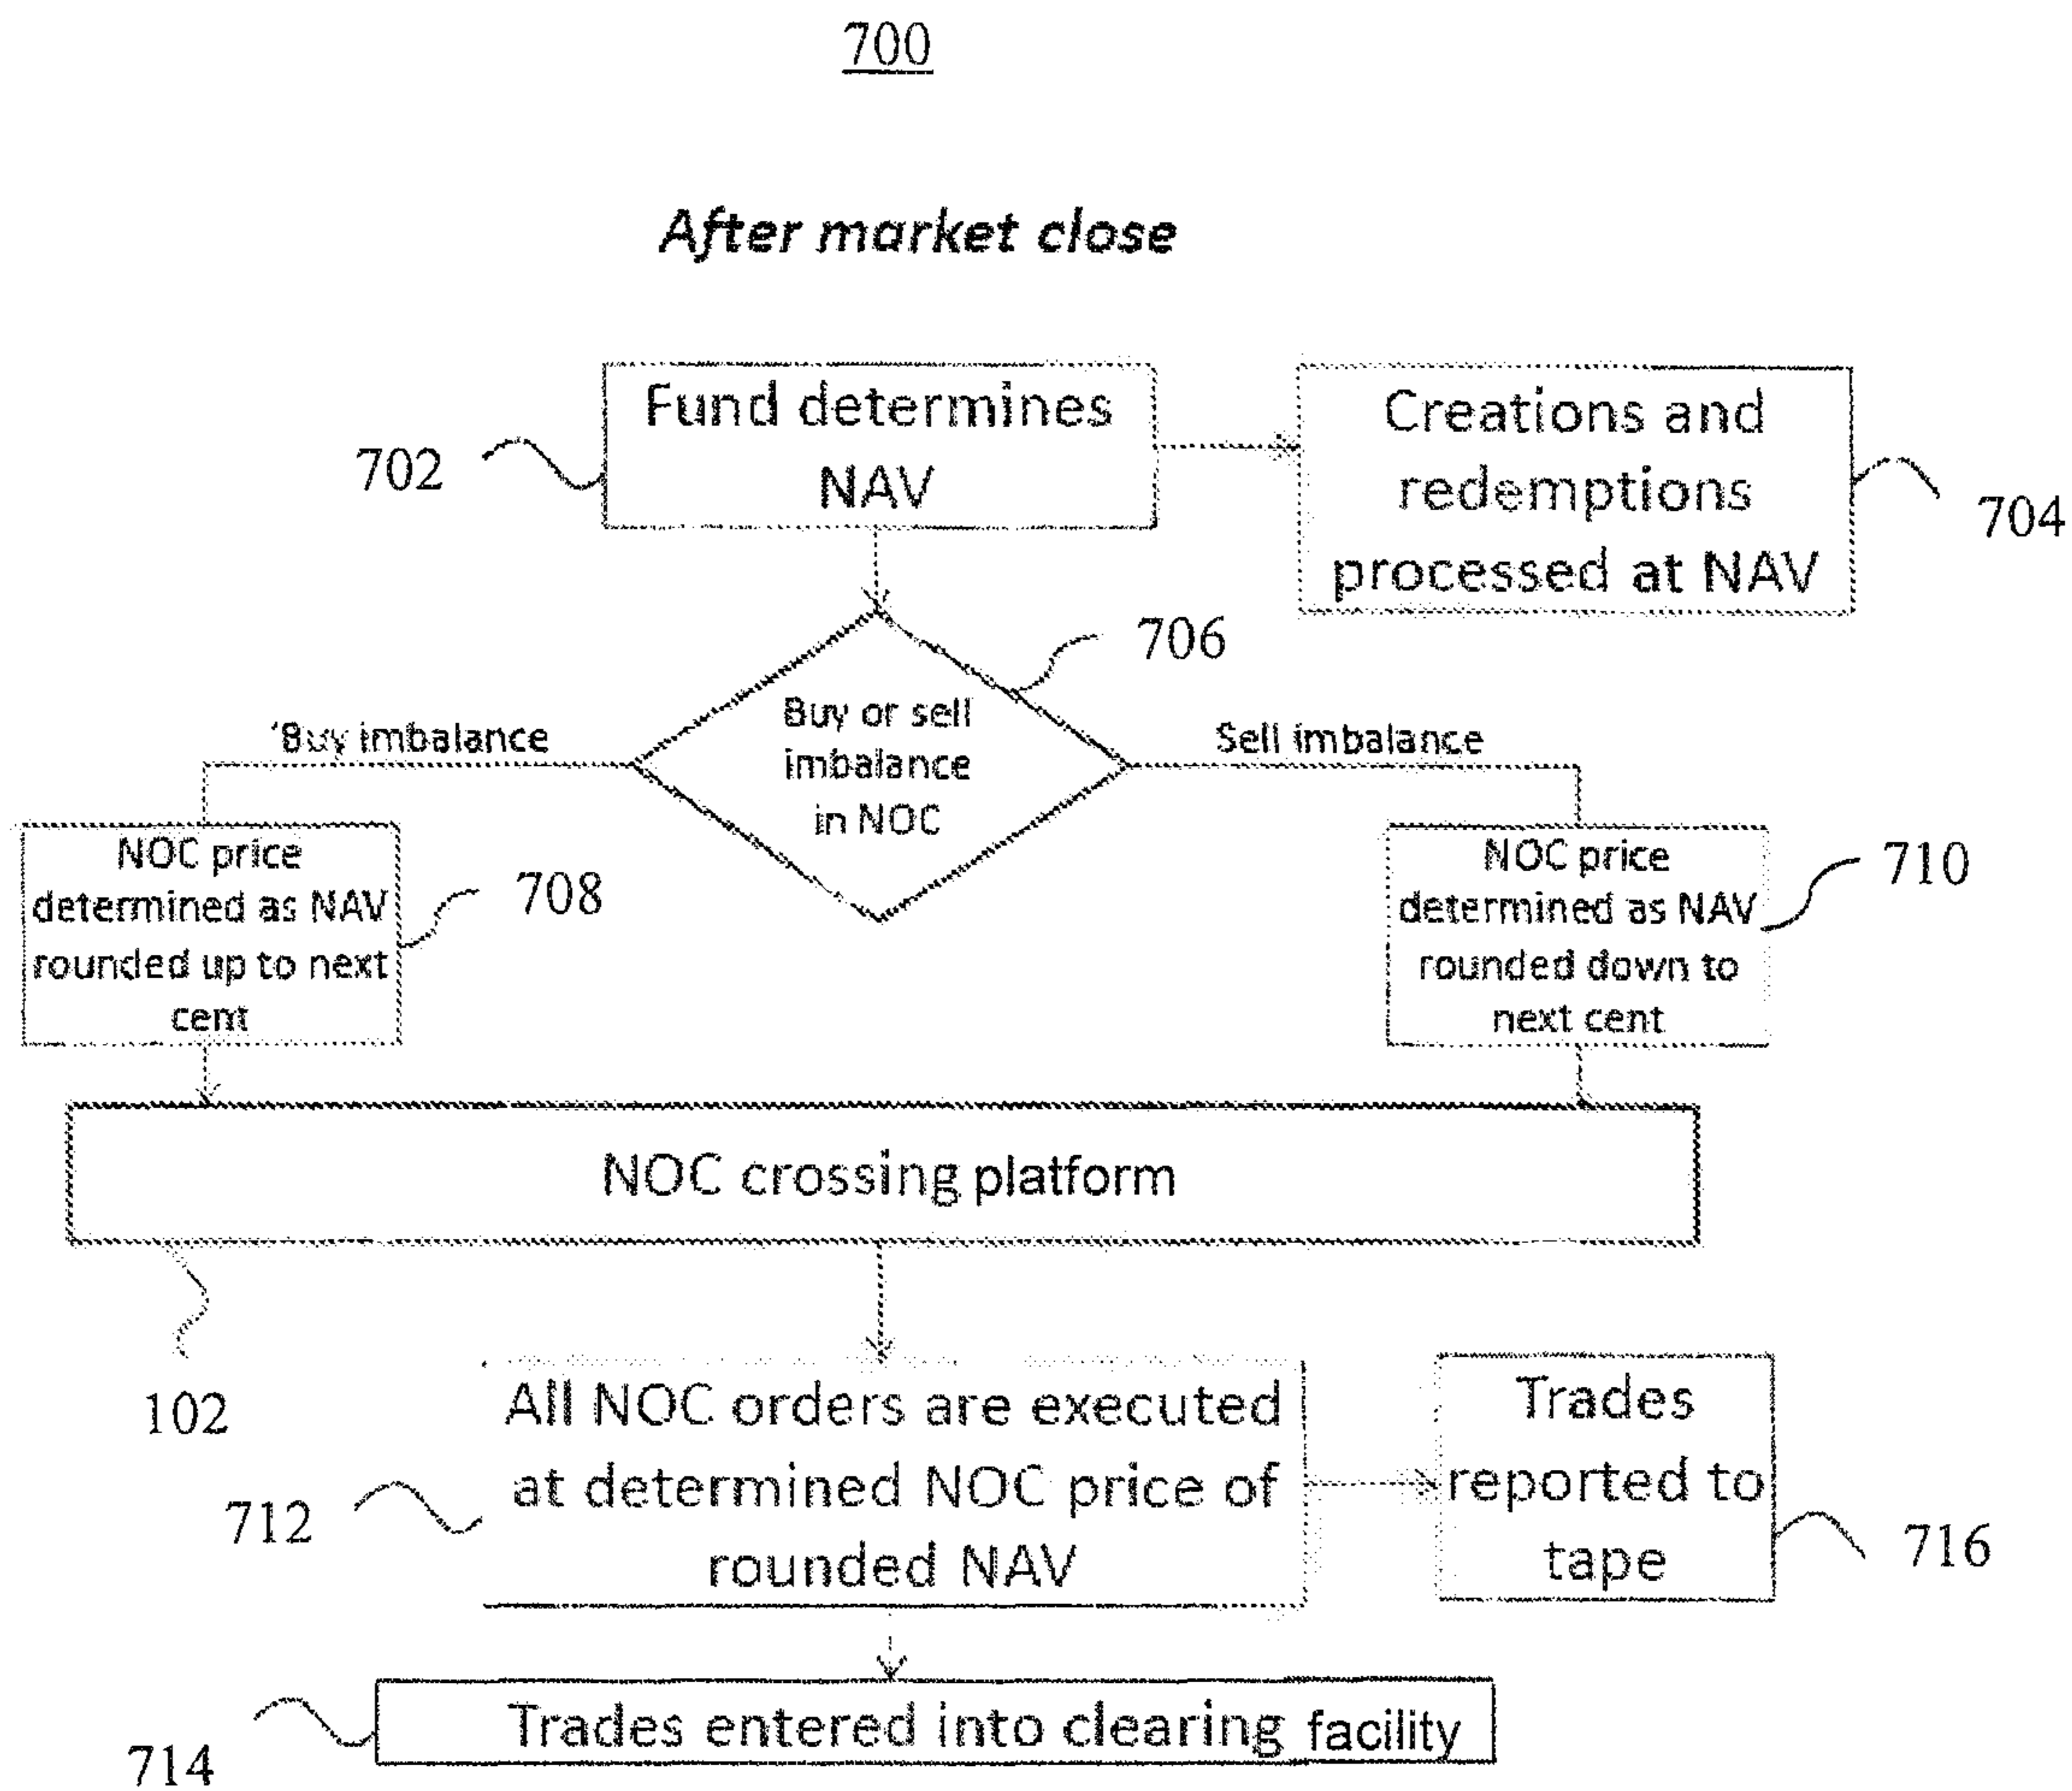 700
After market close
Fund determines
NAV
702
Creations and
redemptions
processed at NAV
704
706
Buy or sell
imbalance
in NOC
Buy imbalance
Sell imbalance
NOC price
determined as NAV
rounded up to next
cent
708
NOC price
determined as NAV
rounded down to
next cent
710
NOC crossing platform
102
All NOC orders are executed
at determined NOC price of
rounded NAV
712
Trades
reported to
tape
716
Trades entered into clearing facility
714